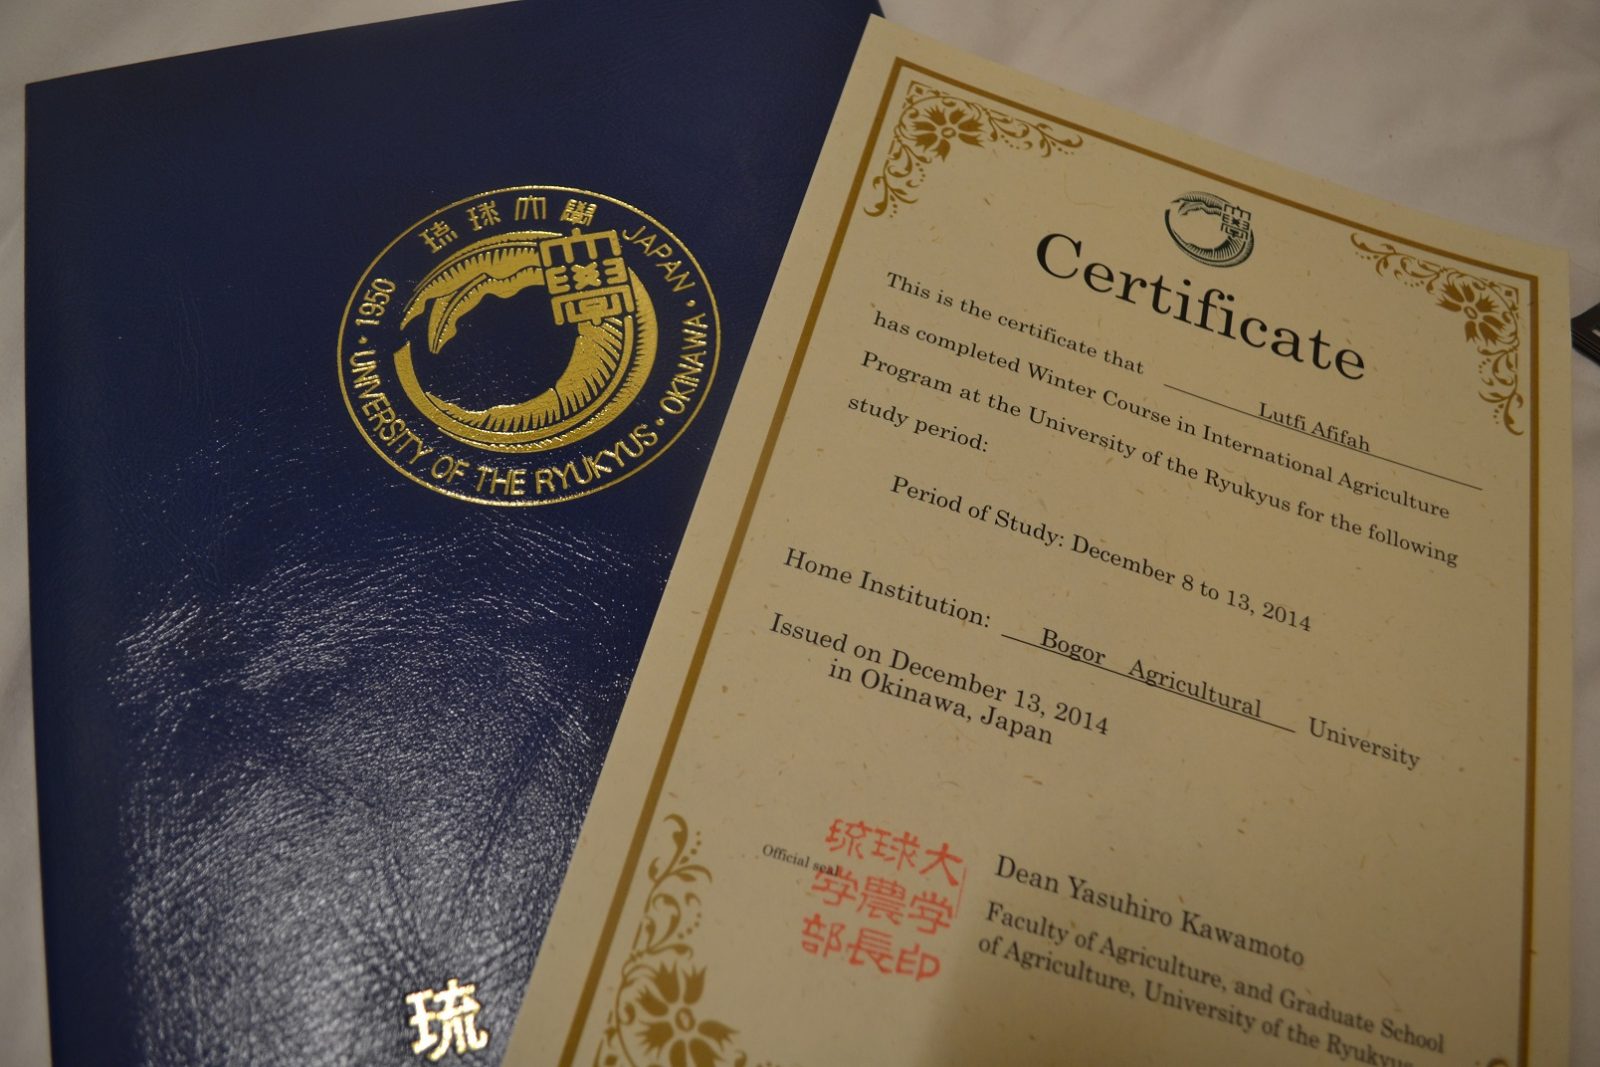 琉球大學
JAPAN · OKINAWA · UNIVERSITY OF THE RYUKYUS · 1950
大學
琉
大學
Certificate
This is the certificate that Lutfi Afifah
has completed Winter Course in International Agriculture
Program at the University of the Ryukyus for the following
study period:
Period of Study: December 8 to 13, 2014
Home Institution: Bogor Agricultural University
Issued on December 13, 2014
in Okinawa, Japan
Official seal
琉球大
学農学
部長印
Dean Yasuhiro Kawamoto
Faculty of Agriculture, and Graduate School
of Agriculture, University of the Ryukyus